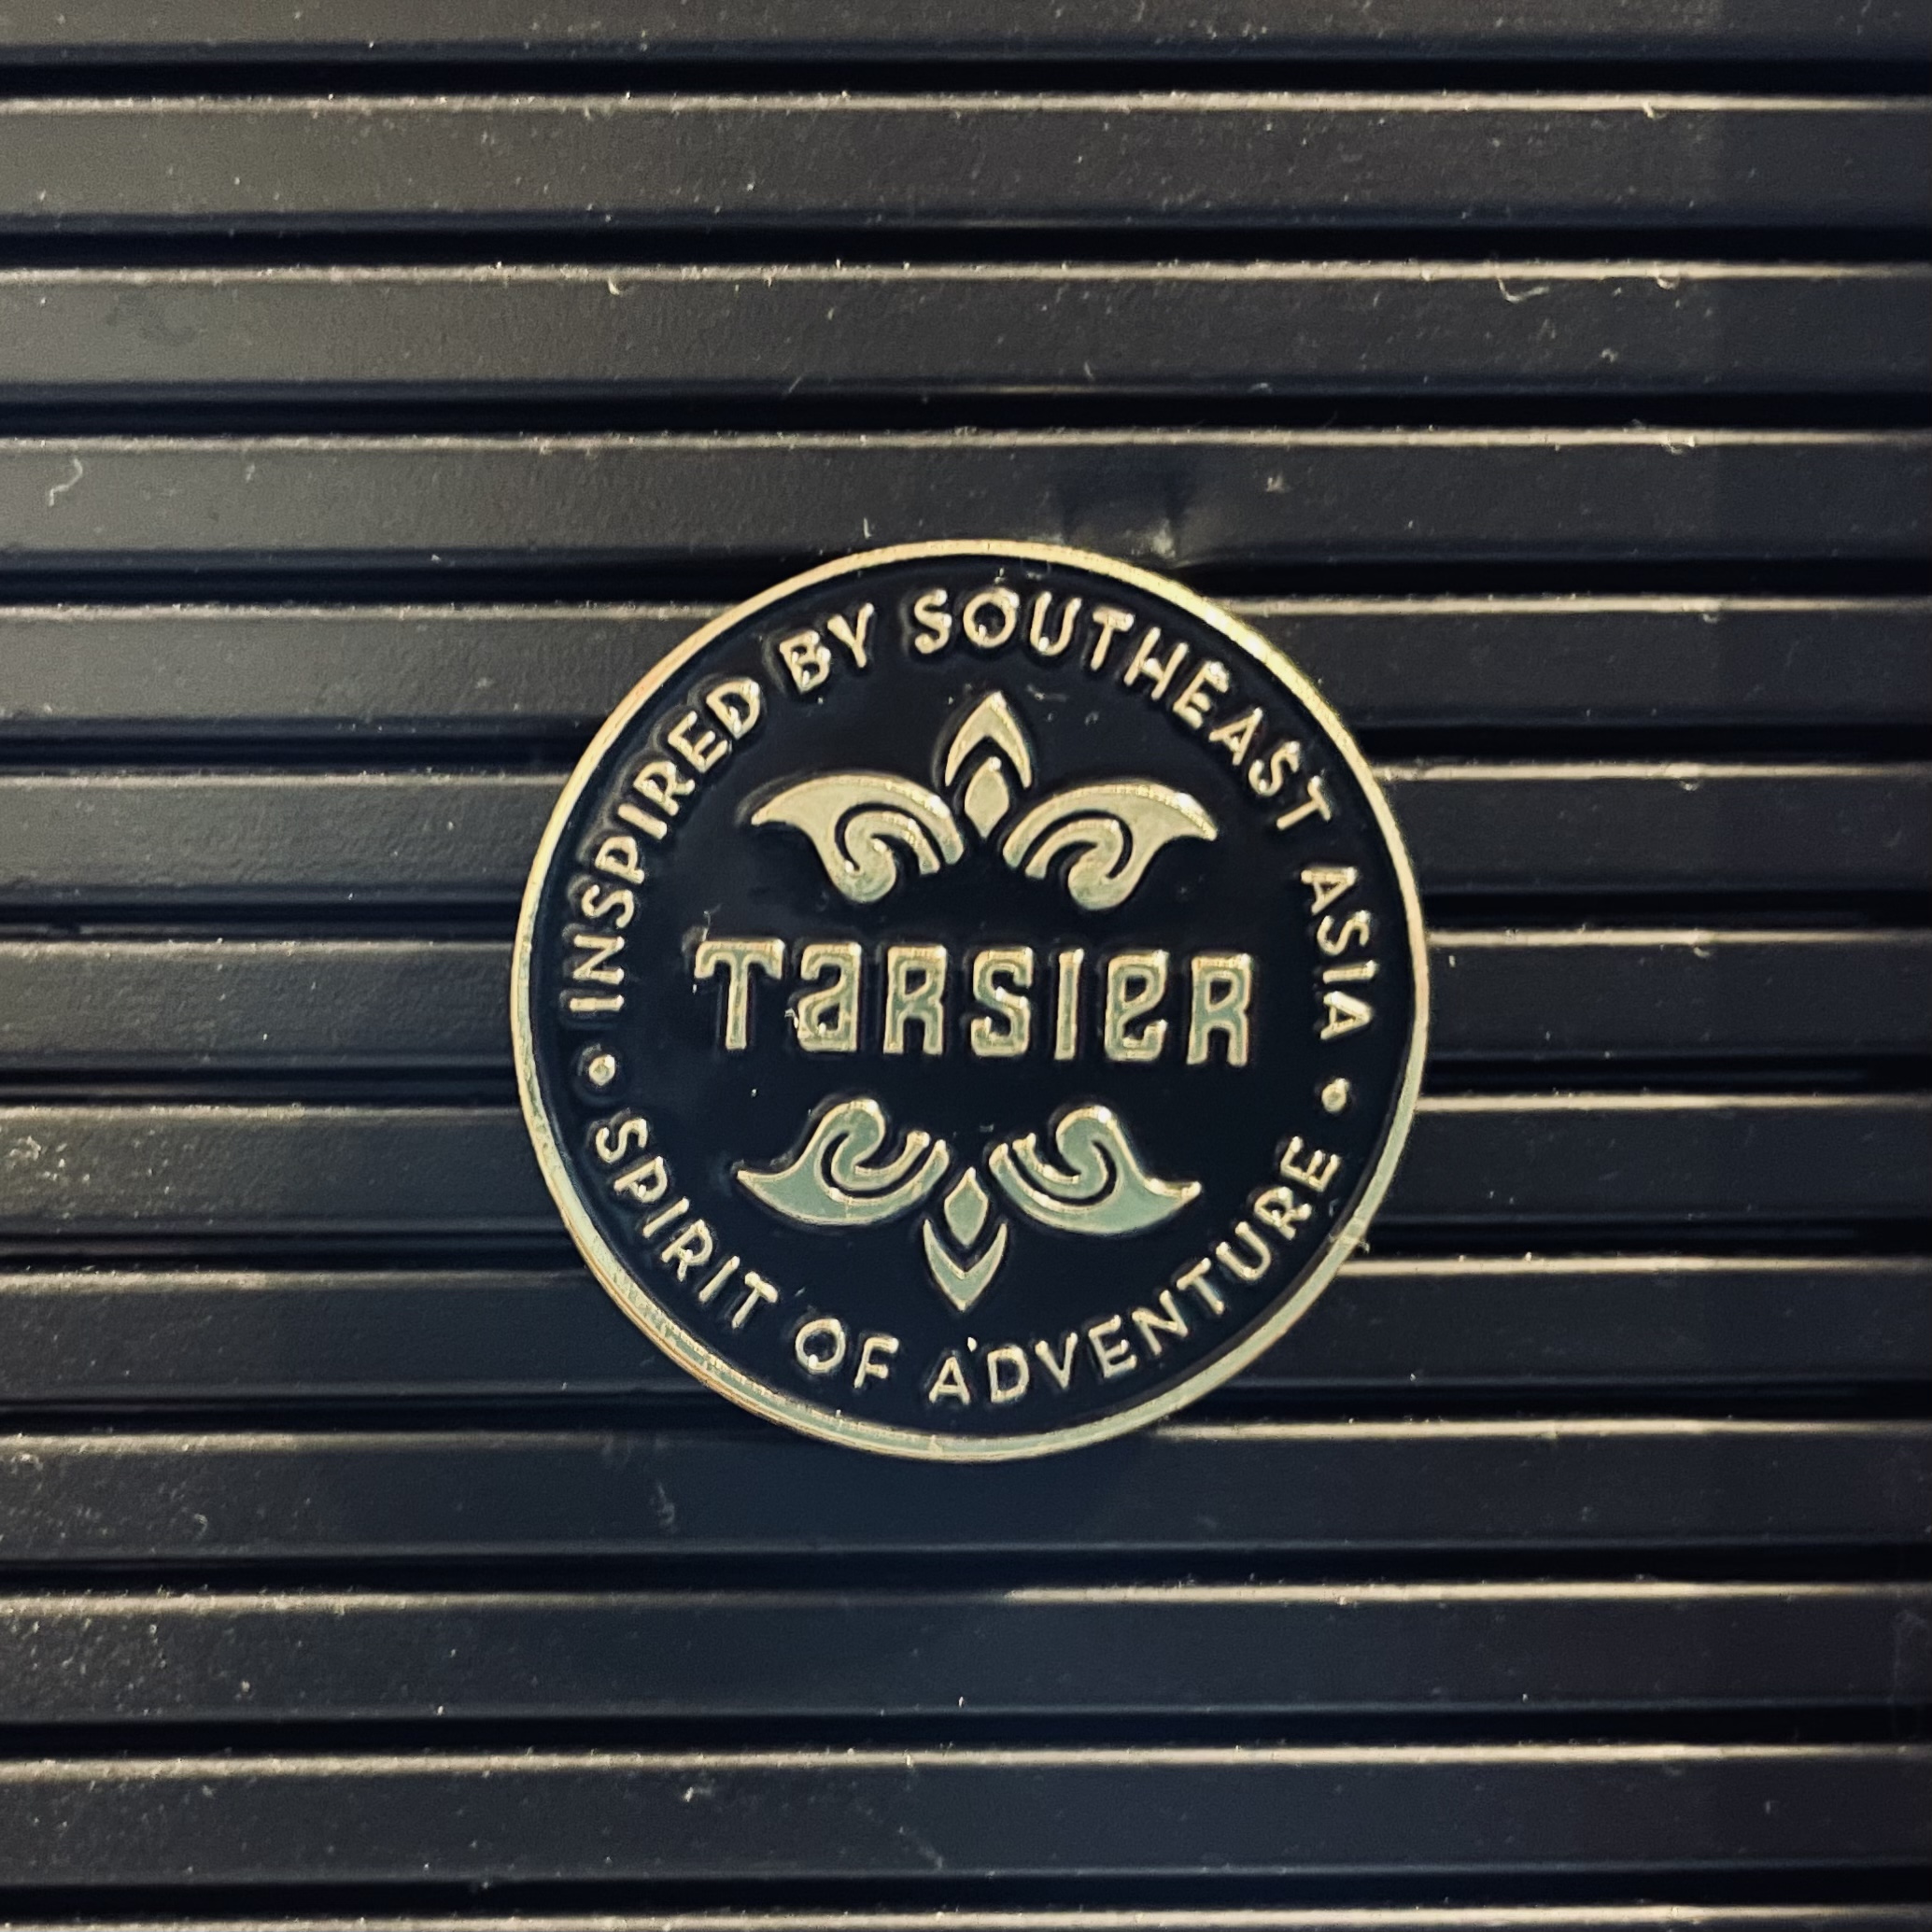 INSPIRED BY SOUTHEAST ASIA
TaRSIeR
SPIRIT OF ADVENTURE